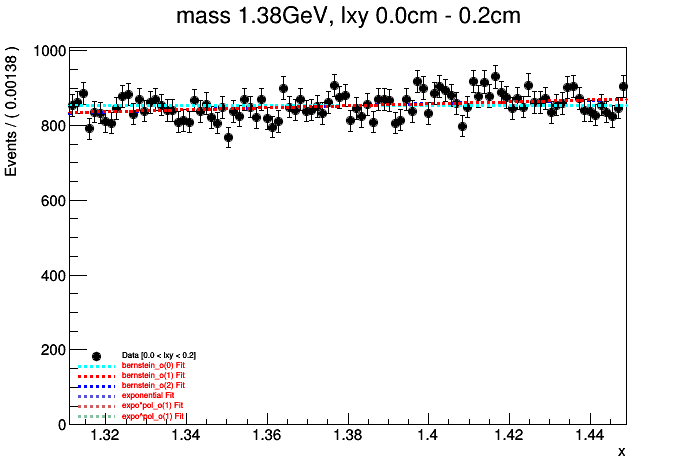 mass 1.38GeV, lxy 0.0cm - 0.2cm
Events / ( 0.00138 )
1000
800
600
400
200
0
Data [0.0 < lxy < 0.2]
bernstein_o(0) Fit
bernstein_o(1) Fit
bernstein_o(2) Fit
exponential Fit
expo*pol_o(1) Fit
expo*pol_o(1) Fit
1.32 1.34 1.36 1.38 1.4 1.42 1.44
x